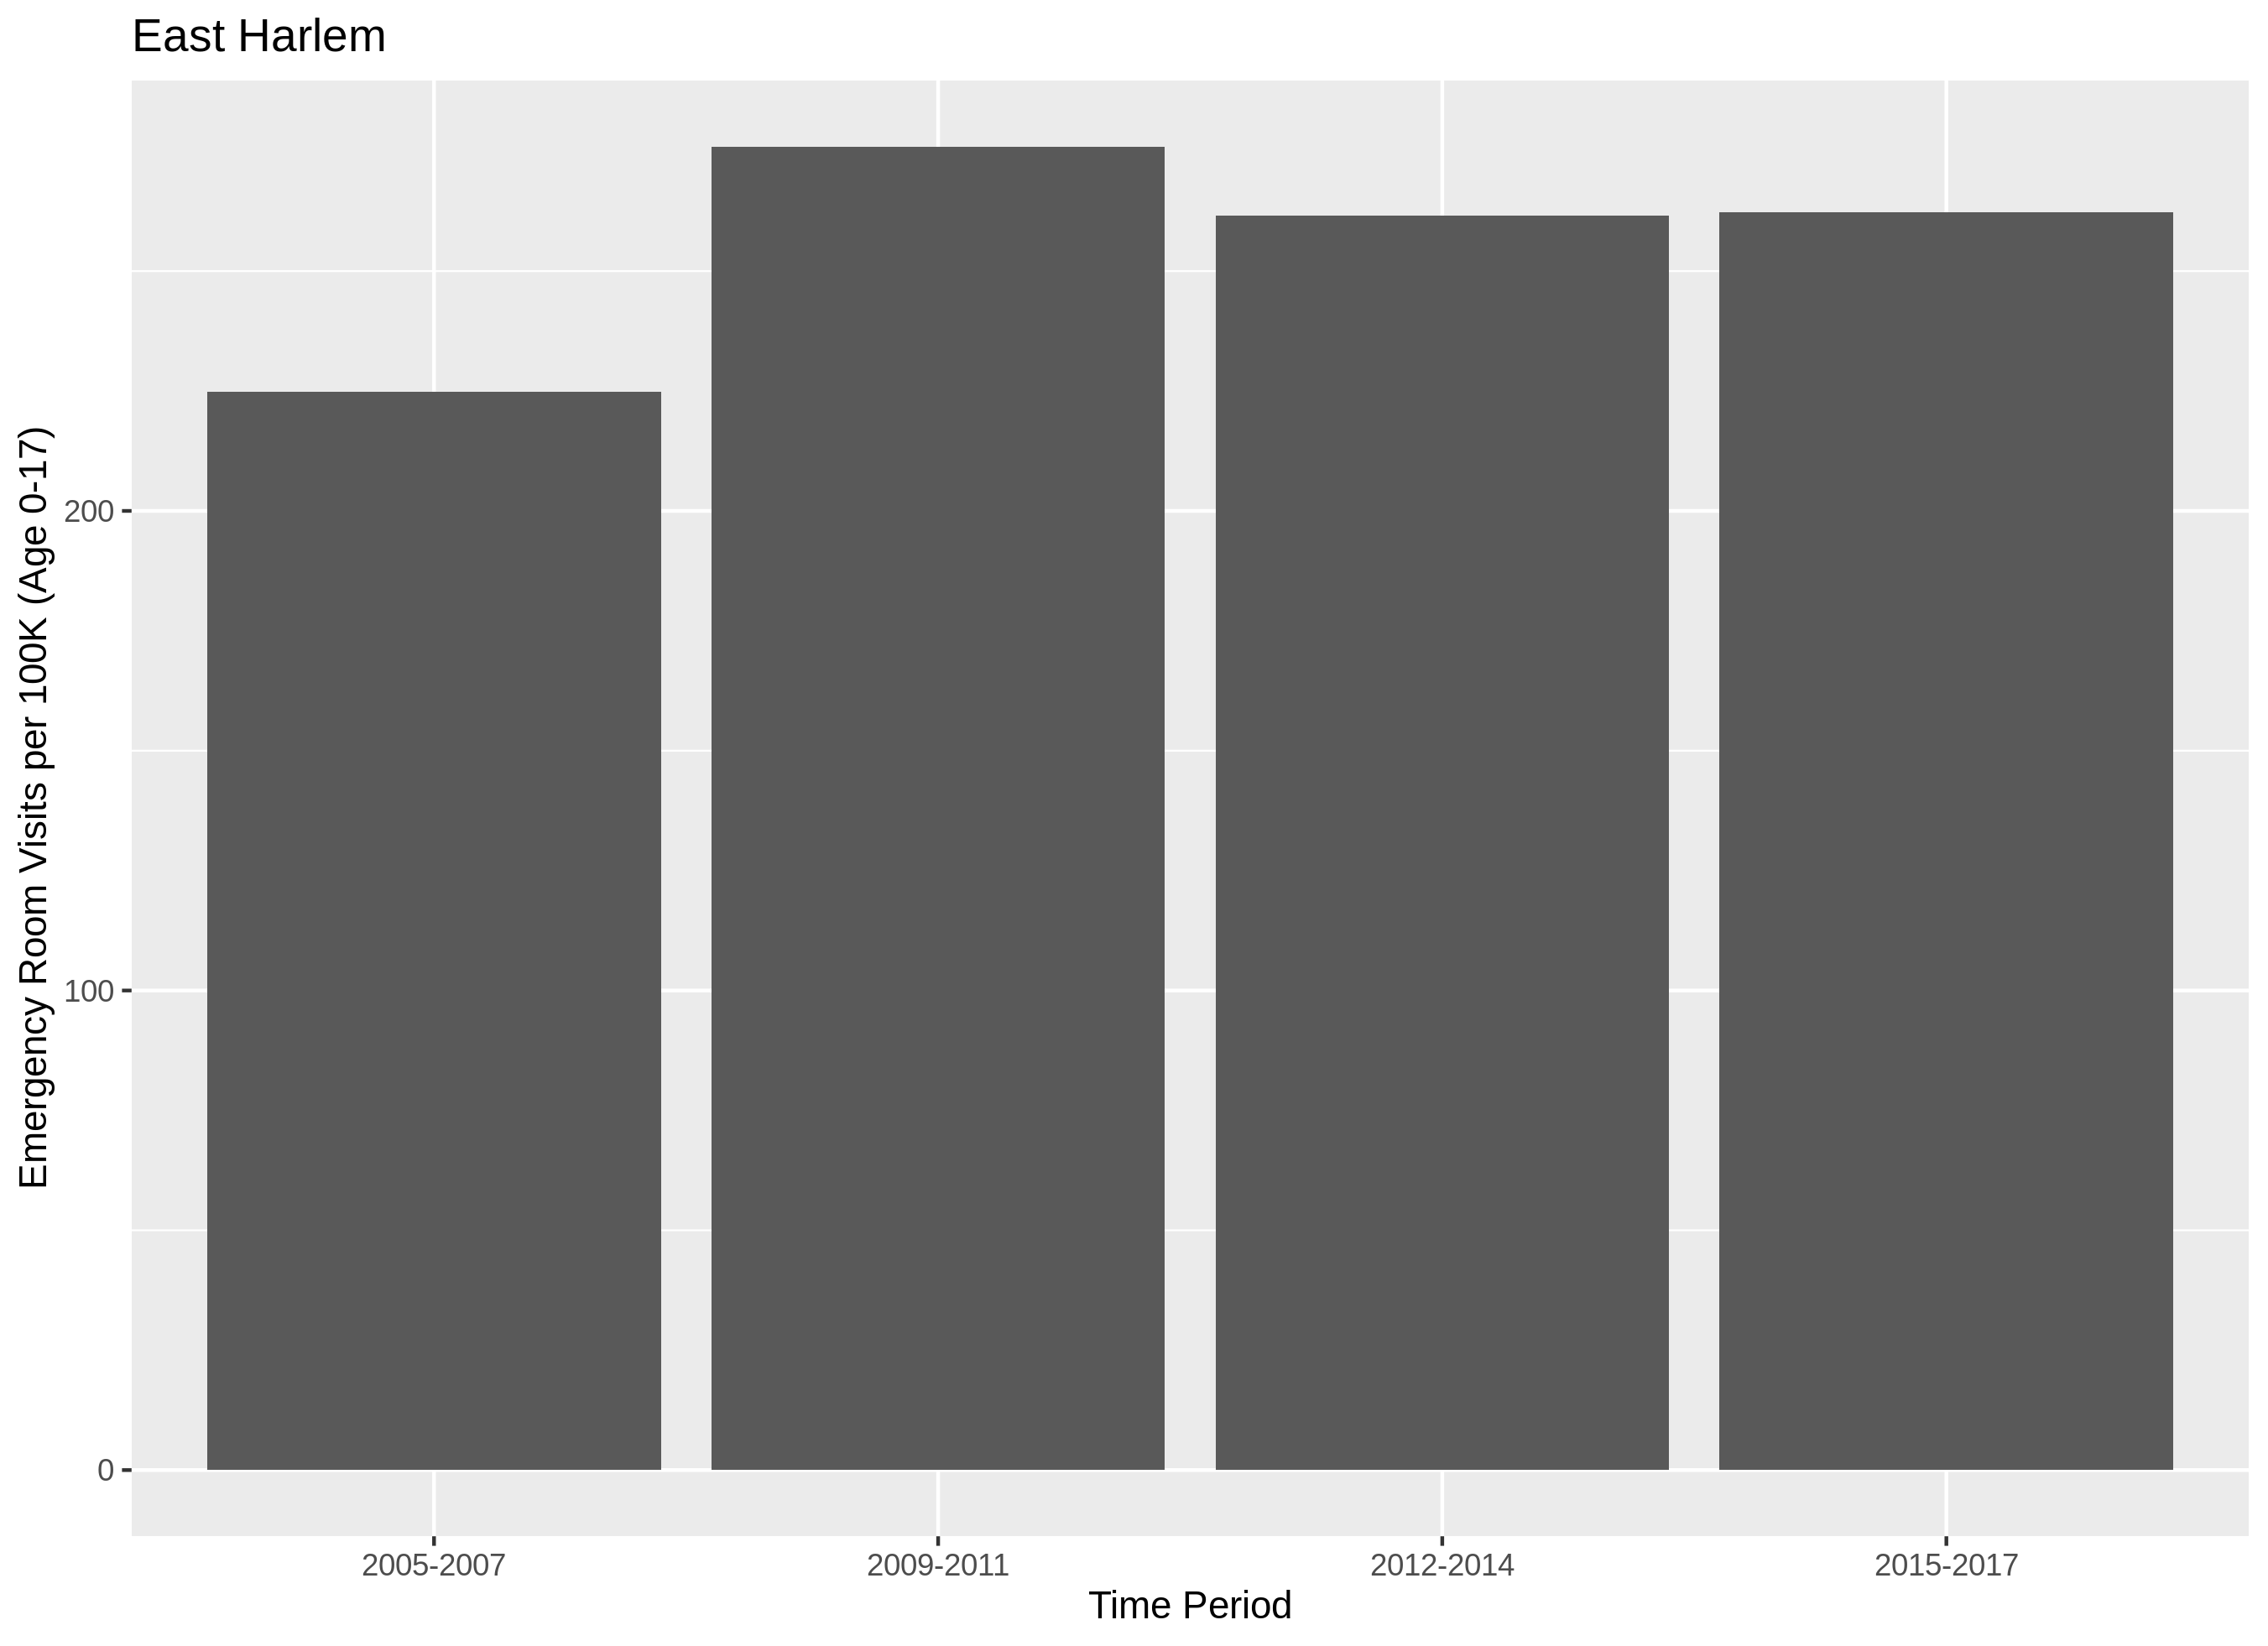 East Harlem
Emergency Room Visits per 100K (Age 0-17)
200
100
0
2005-2007 2009-2011 2012-2014 2015-2017
Time Period